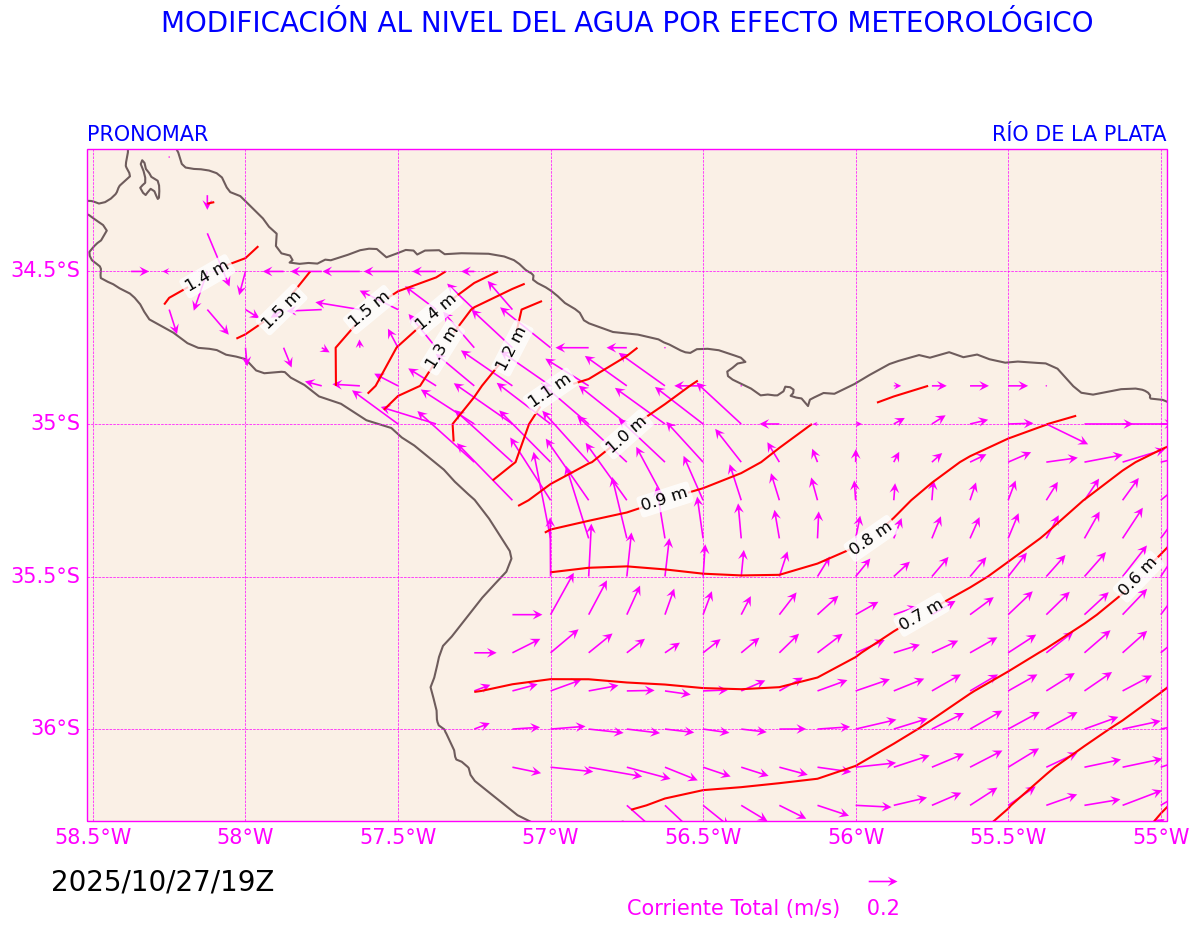 MODIFICACIÓN AL NIVEL DEL AGUA POR EFECTO METEOROLÓGICO
PRONOMAR
RÍO DE LA PLATA
34.5°S
35°S
35.5°S
36°S
1.4 m
1.5 m
1.5 m
1.4 m
1.3 m
1.2 m
1.1 m
1.0 m
0.9 m
0.8 m
0.7 m
0.6 m
58.5°W
58°W
57.5°W
57°W
56.5°W
56°W
55.5°W
55°W
2025/10/27/19Z
Corriente Total (m/s)
0.2